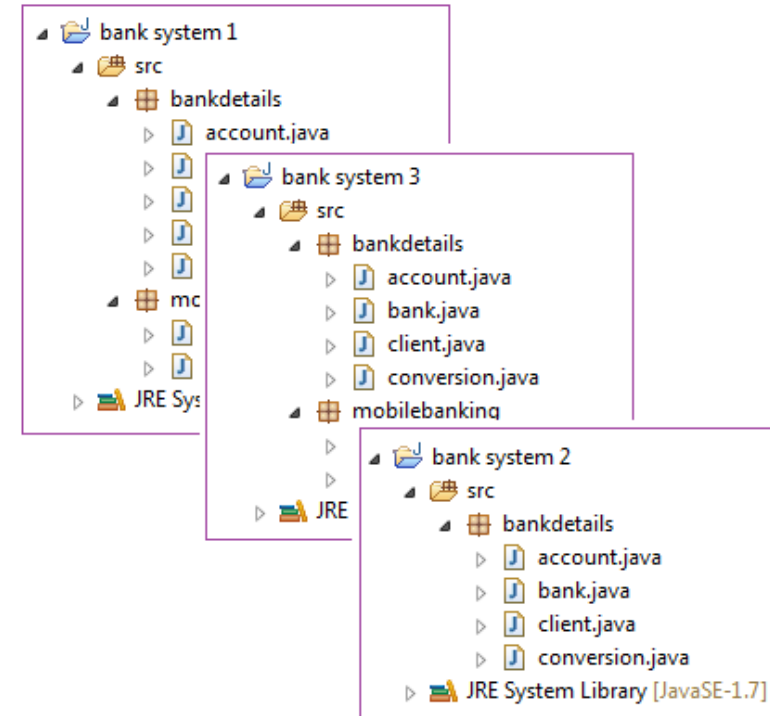 bank system 1
src
bankdetails
account.java
JRE
bank system 3
src
bankdetails
account.java
bank.java
client.java
conversion.java
mobilebanking
JRE
bank system 2
src
bankdetails
account.java
bank.java
client.java
conversion.java
JRE System Library [JavaSE-1.7]